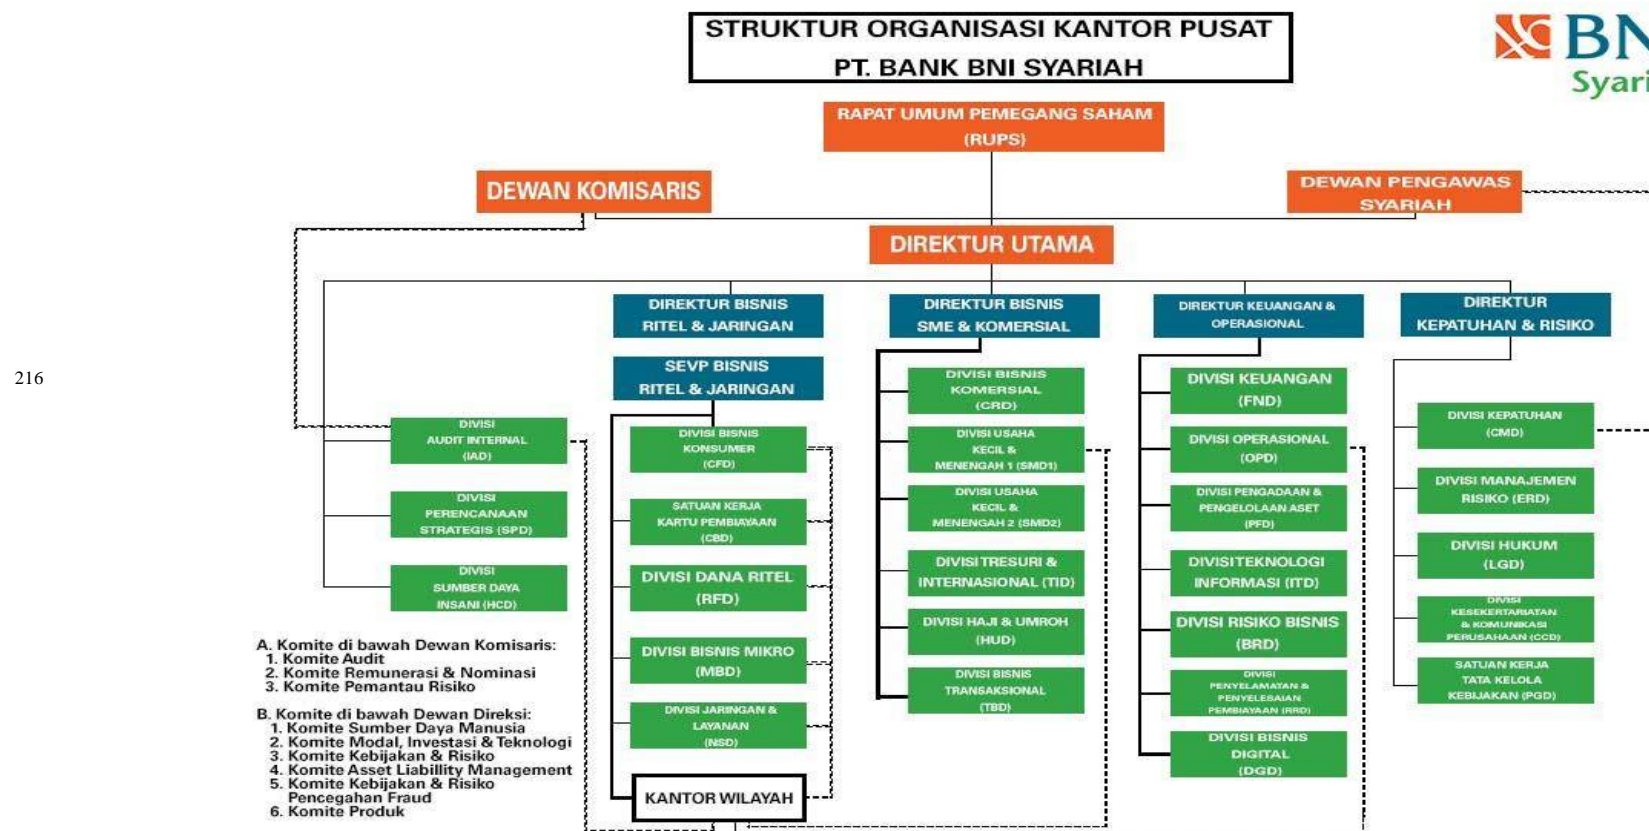 STRUKTUR ORGANISASI KANTOR PUSAT
PT. BANK BNI SYARIAH
BN
Syari
RAPAT UMUM PEMEGANG SAHAM
(RUPS)
DEWAN KOMISARIS
DEWAN PENGAWAS
SYARIAH
DIREKTUR UTAMA
DIREKTUR BISNIS
RITEL & JARINGAN
DIREKTUR BISNIS
SME & KOMERSIAL
DIREKTUR KEUANGAN &
OPERASIONAL
DIREKTUR
KEPATUHAN & RISIKO
SEVP BISNIS
RITEL & JARINGAN
216
DIVISI
AUDIT INTERNAL
(IAD)
DIVISI
PERENCANAAN
STRATEGIS (SPD)
DIVISI
SUMBER DAYA
INSANI (HCD)
DIVISI BISNIS
KONSUMER
(CFD)
SATUAN KERJA
KARTU PEMBIAYAAN
(CBD)
DIVISI DANA RITEL
(RFD)
DIVISI BISNIS MIKRO
(MBD)
DIVISI JARINGAN &
LAYANAN
(NSD)
KANTOR WILAYAH
DIVISI BISNIS
KOMERSIAL
(CRD)
DIVISI USAHA
KECIL &
MENENGAH 1 (SMD1)
DIVISI USAHA
KECIL &
MENENGAH 2 (SMD2)
DIVISI TRESURI &
INTERNASIONAL (TID)
DIVISI HAJI & UMROH
(HUD)
DIVISI BISNIS
TRANSAKSIONAL
(TBD)
DIVISI KEUANGAN
(FND)
DIVISI OPERASIONAL
(OPD)
DIVISI PENGADAAN &
PENGELOLAAN ASET
(PFD)
DIVISI TEKNOLOGI
INFORMASI (ITD)
DIVISI RISIKO BISNIS
(BRD)
DIVISI
PENYELAMATAN &
PENYELESAIAN
PEMBIAYAAN (RRD)
DIVISI BISNIS
DIGITAL
(DGD)
DIVISI KEPATUHAN
(CMD)
DIVISI MANAJEMEN
RISIKO (ERD)
DIVISI HUKUM
(LGD)
DIVISI
KESEKERTARIATAN
& KOMUNIKASI
PERUSAHAAN (CCD)
SATUAN KERJA
TATA KELOLA
KEBIJAKAN (PGD)
A. Komite di bawah Dewan Komisaris:
1. Komite Audit
2. Komite Remunerasi & Nominasi
3. Komite Pemantau Risiko
B. Komite di bawah Dewan Direksi:
1. Komite Sumber Daya Manusia
2. Komite Modal, Investasi & Teknologi
3. Komite Kebijakan & Risiko
4. Komite Asset Liabillity Management
5. Komite Kebijakan & Risiko
Pencegahan Fraud
6. Komite Produk